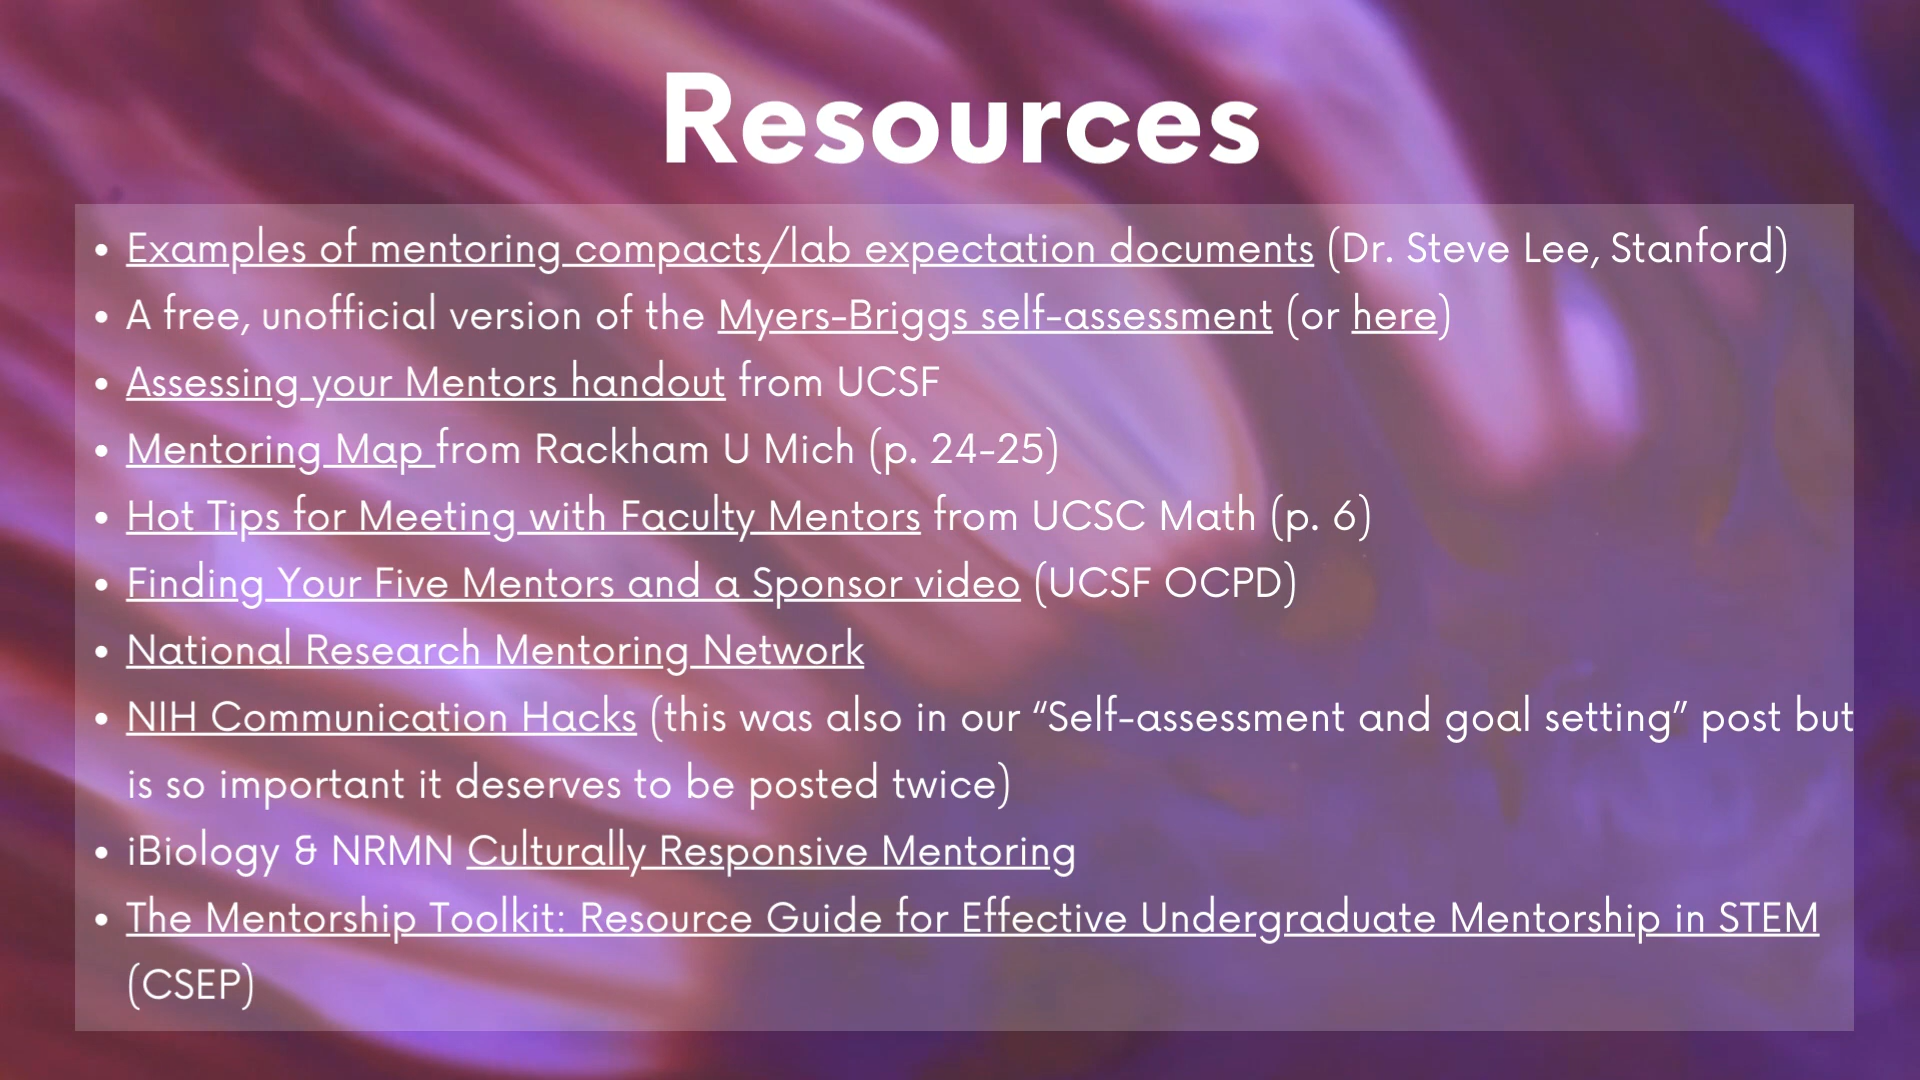 Resources
• Examples of mentoring compacts/lab expectation documents (Dr. Steve Lee, Stanford)
• A free, unofficial version of the Myers-Briggs self-assessment (or here)
• Assessing your Mentors handout from UCSF
• Mentoring Map from Rackham U Mich (p. 24-25)
• Hot Tips for Meeting with Faculty Mentors from UCSC Math (p. 6)
• Finding Your Five Mentors and a Sponsor video (UCSF OCPD)
• National Research Mentoring Network
• NIH Communication Hacks (this was also in our “Self-assessment and goal setting” post but
is so important it deserves to be posted twice)
• iBiology & NRMN Culturally Responsive Mentoring
• The Mentorship Toolkit: Resource Guide for Effective Undergraduate Mentorship in STEM
(CSEP)